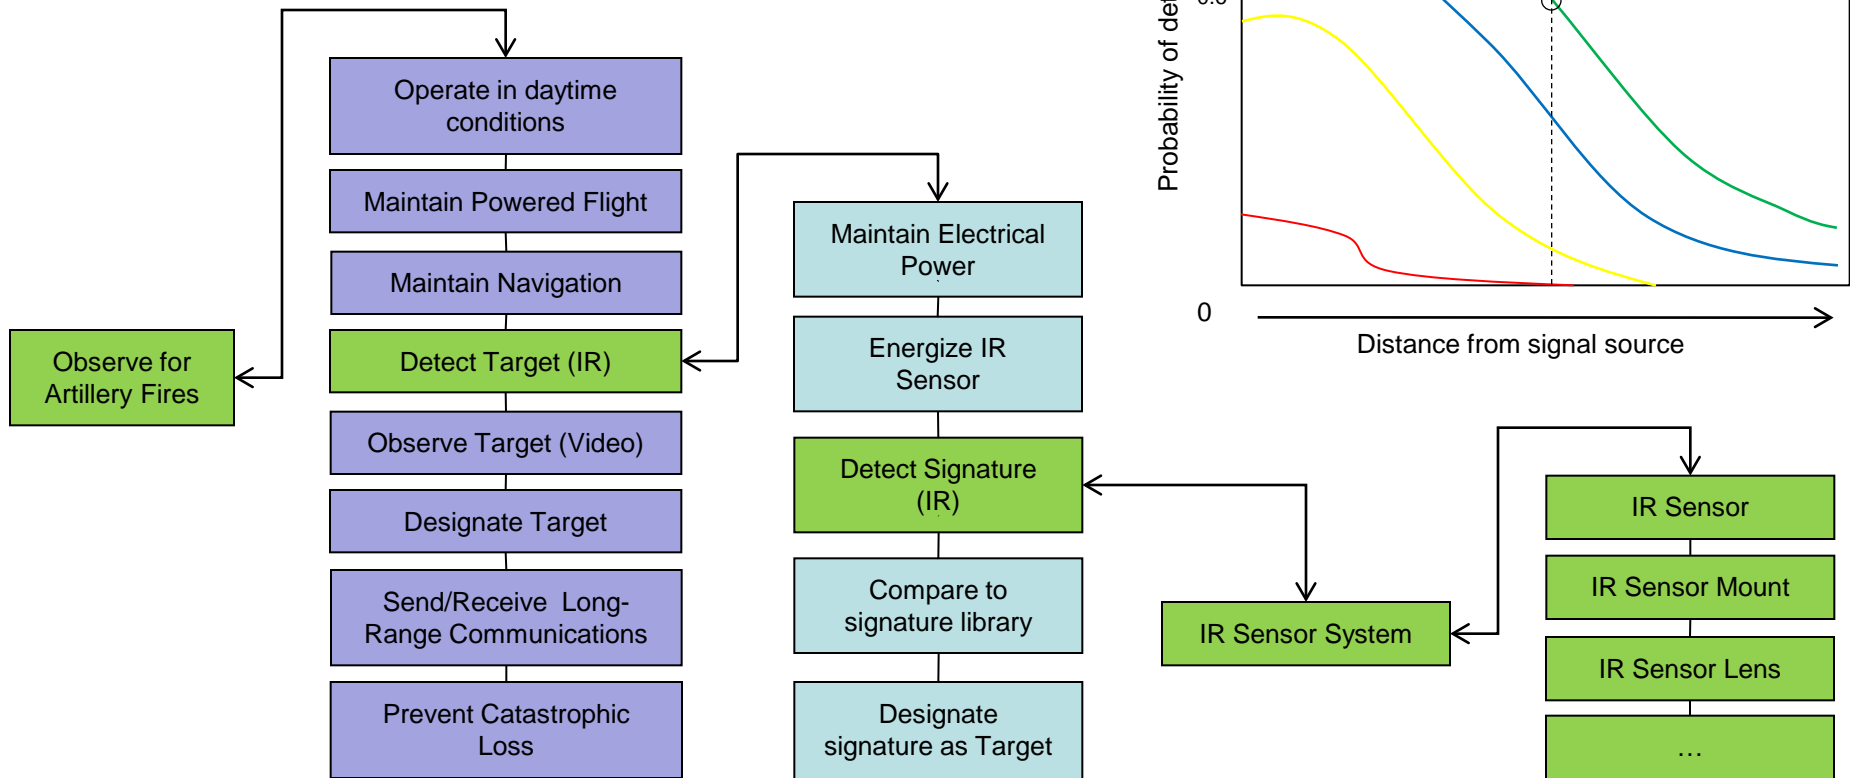 Observe for
Artillery Fires
Operate in daytime
conditions
Maintain Powered Flight
Maintain Navigation
Detect Target (IR)
Observe Target (Video)
Designate Target
Send/Receive Long-
Range Communications
Prevent Catastrophic
Loss
Maintain Electrical
Power
Energize IR
Sensor
Detect Signature
(IR)
Compare to
signature library
Designate
signature as Target
Probability of
0
Distance from signal source
IR Sensor System
IR Sensor
IR Sensor Mount
IR Sensor Lens
…